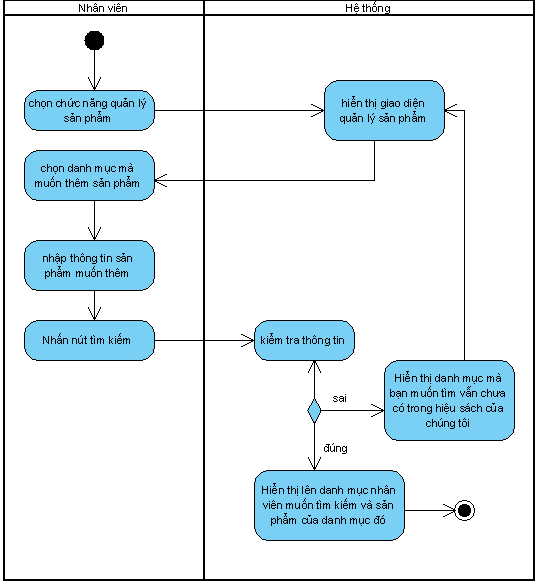 Nhân viên
Hệ thống
chọn chức năng quản lý
sản phẩm
hiển thị giao diện
quản lý sản phẩm
chọn danh mục mà
muốn thêm sản phẩm
nhập thông tin sản
phẩm muốn thêm
Nhấn nút tìm kiếm
kiểm tra thông tin
sai
Hiển thị danh mục mà
bạn muốn tìm vẫn chưa
có trong hiệu sách của
chúng tôi
đúng
Hiển thị lên danh mục nhân
viên muốn tìm kiếm và sản
phẩm của danh mục đó